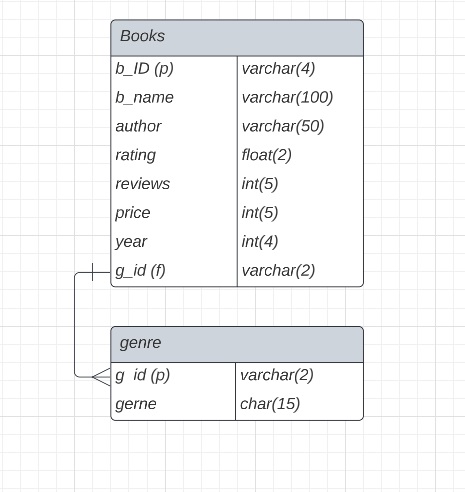 Books
b_ID (p) varchar(4)
b_name varchar(100)
author varchar(50)
rating float(2)
reviews int(5)
price int(5)
year int(4)
g_id (f) varchar(2)
genre
g id (p) varchar(2)
gerne char(15)